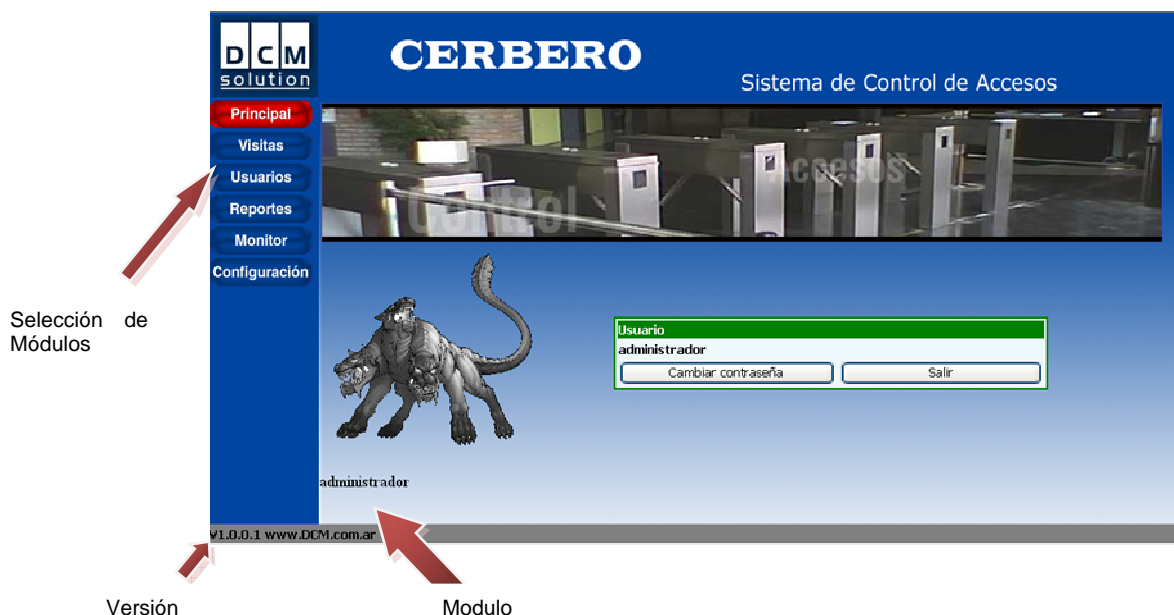 DCM
solution
CERBERO
Sistema de Control de Accesos
Principal
Visitas
Usuarios
Reportes
Monitor
Configuración
Control
Accesos
Selección de
Módulos
Usuario
administrador
Cambiar contraseña
Salir
administrador
V1.0.0.1 www.DCM.com.ar
Versión
Modulo